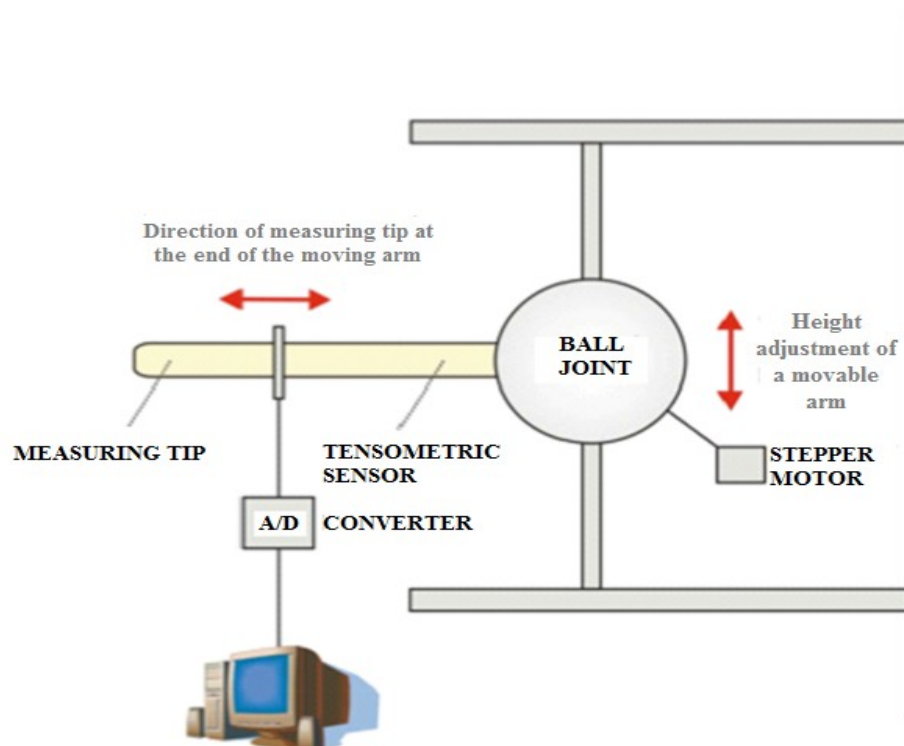 Direction of measuring tip at
the end of the moving arm
BALL
JOINT
Height
adjustment of
a movable
arm
MEASURING TIP
TENSOMETRIC
SENSOR
STEPPER
MOTOR
A/D CONVERTER